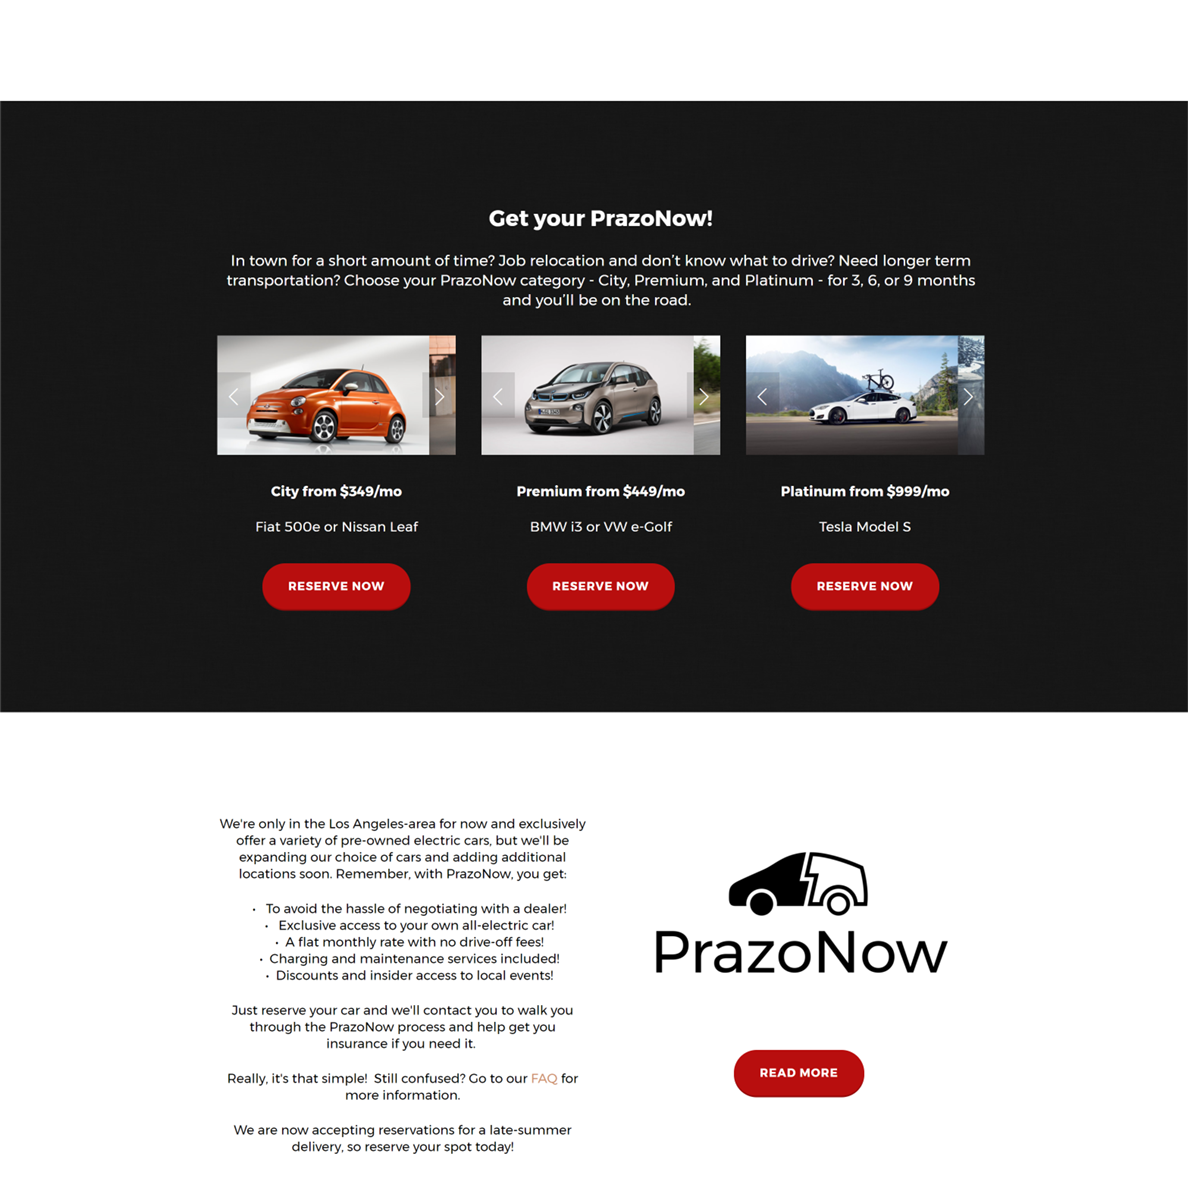 Get your PrazoNow!
In town for a short amount of time? Job relocation and don't know what to drive? Need longer term
transportation? Choose your PrazoNow category - City, Premium, and Platinum - for 3, 6, or 9 months
and you'll be on the road.
City from $349/mo
Fiat 500e or Nissan Leaf
RESERVE NOW
Premium from $449/mo
BMW i3 or VW e-Golf
RESERVE NOW
Platinum from $999/mo
Tesla Model S
RESERVE NOW
We're only in the Los Angeles-area for now and exclusively
offer a variety of pre-owned electric cars, but we'll be
expanding our choice of cars and adding additional
locations soon. Remember, with PrazoNow, you get:
• To avoid the hassle of negotiating with a dealer!
• Exclusive access to your own all-electric car!
• A flat monthly rate with no drive-off fees!
• Charging and maintenance services included!
• Discounts and insider access to local events!
Just reserve your car and we'll contact you to walk you
through the PrazoNow process and help get you
insurance if you need it.
Really, it's that simple! Still confused? Go to our FAQ for
more information.
We are now accepting reservations for a late-summer
delivery, so reserve your spot today!
PrazoNow
READ MORE